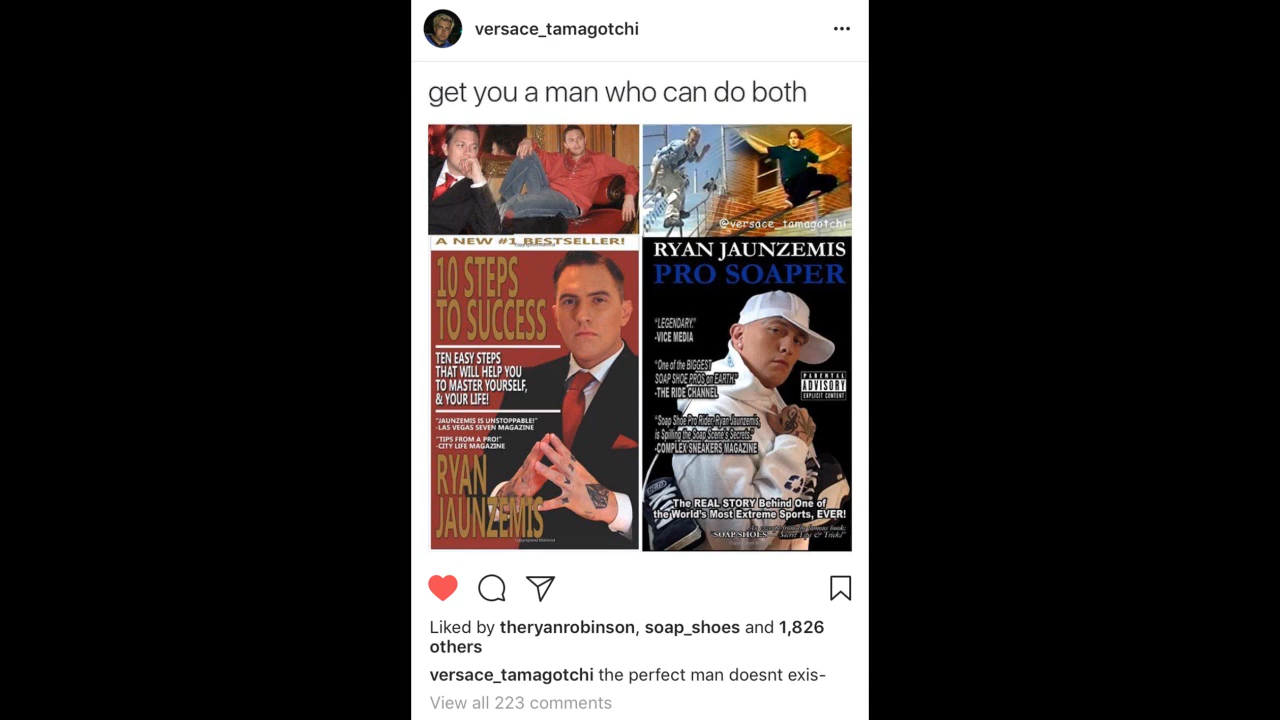 versace_tamagotchi
get you a man who can do both
@versace_tamagotchi
A NEW #1 BESTSELLER!
10 STEPS
TO SUCCESS
TEN EASY STEPS
THAT WILL HELP YOU
TO MASTER YOURSELF,
& YOUR LIFE!
"JAUNZEMIS IS UNSTOPPABLE!"
-LAS VEGAS SEVEN MAGAZINE
"TIPS FROM A PRO!"
-CITY LIFE MAGAZINE
RYAN
JAUNZEMIS
RYAN JAUNZEMIS
PRO SOAPER
"LEGENDARY."
-VICE MEDIA
"One of the BIGGEST
SOAP SHOE PROS on EARTH."
-THE RIDE CHANNEL
PARENTAL
ADVISORY
EXPLICIT CONTENT
"Soap Shoe Pro Rider, Ryan Jaunzemis,
is Spilling the Soap Scene's Secrets."
-COMPLEX SNEAKERS MAGAZINE
The REAL STORY Behind One of
the World's Most Extreme Sports, EVER!
"SOAP SHOES - Secret Tips & Tricks"
Liked by theryanrobinson, soap_shoes and 1,826
others
versace_tamagotchi the perfect man doesnt exis-
View all 223 comments